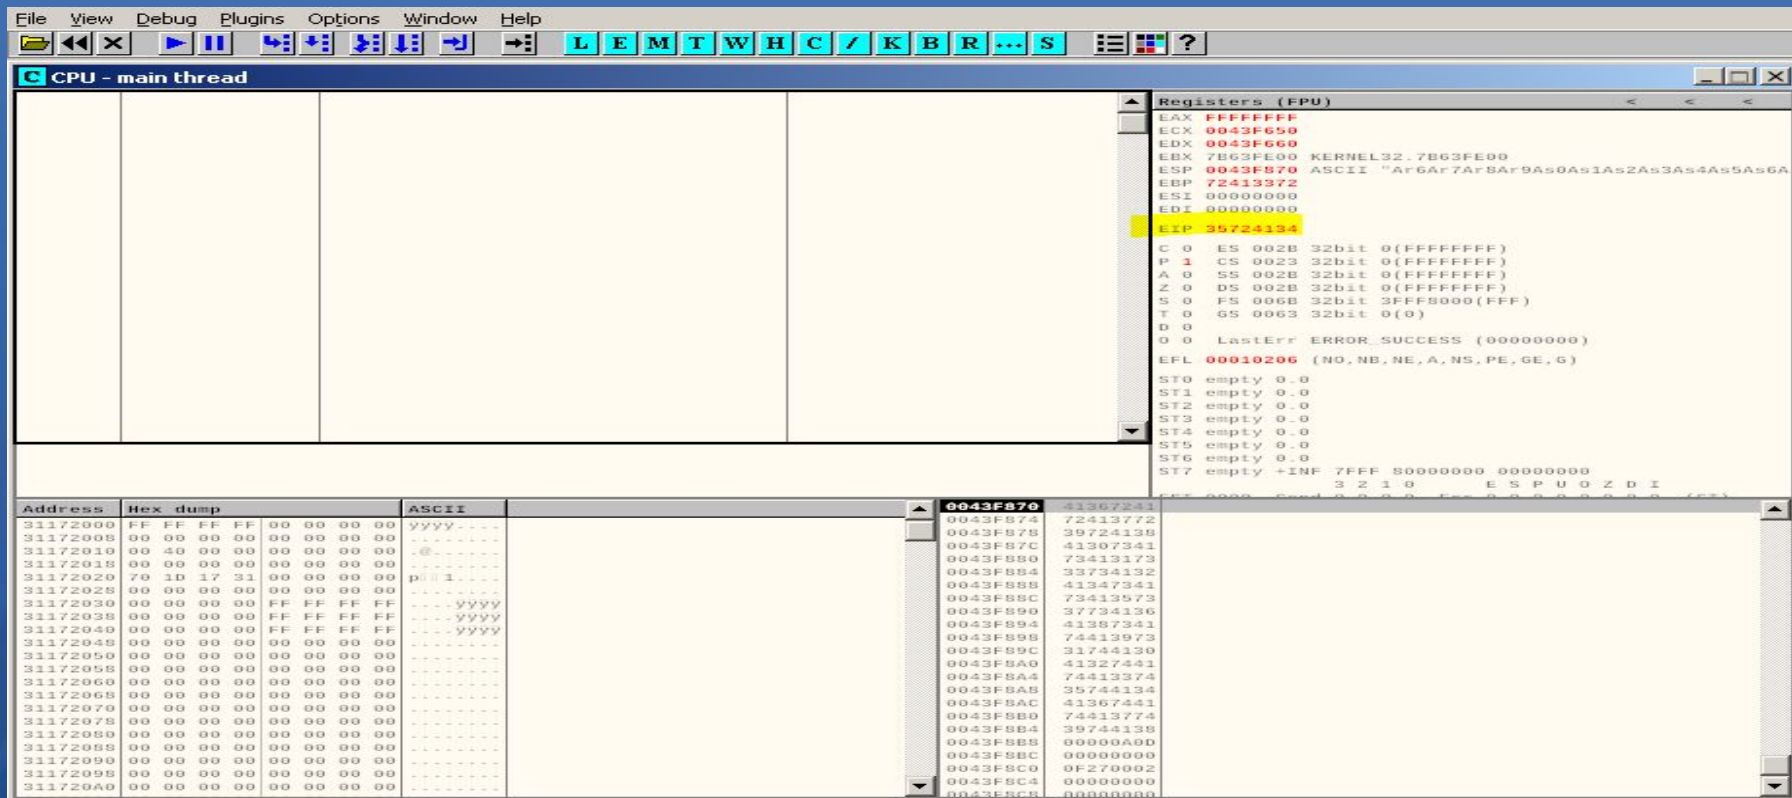 File View Debug Plugins Options Window Help
L E M T W H C / K B R ... S ?
C CPU - main thread
Registers (FPU) < < <
EAX FFFFFFFF
ECX 0043F650
EDX 0043F660
EBX 7B63FE00 KERNEL32.7B63FE00
ESP 0043F870 ASCII "Ar6Ar7Ar8Ar9As0As1As2As3As4As5As6A
EBP 72413372
ESI 00000000
EDI 00000000
EIP 35724134
C 0 ES 002B 32bit 0(FFFFFFFF)
P 1 CS 0023 32bit 0(FFFFFFFF)
A 0 SS 002B 32bit 0(FFFFFFFF)
Z 0 DS 002B 32bit 0(FFFFFFFF)
S 0 FS 006B 32bit 3FFF8000(FFF)
T 0 GS 0063 32bit 0(0)
D 0
O 0 LastErr ERROR_SUCCESS (00000000)
EFL 00010206 (NO,NB,NE,A,NS,PE,GE,G)
ST0 empty 0.0
ST1 empty 0.0
ST2 empty 0.0
ST3 empty 0.0
ST4 empty 0.0
ST5 empty 0.0
ST6 empty 0.0
ST7 empty +INF 7FFF 80000000 00000000
3 2 1 0 E S P U O Z D I
Address Hex dump ASCII
31172000 FF FF FF FF 00 00 00 00 ÿÿÿÿ....
31172008 00 00 00 00 00 00 00 00 ........
31172010 00 40 00 00 00 00 00 00 .@......
31172018 00 00 00 00 00 00 00 00 ........
31172020 70 1D 17 31 00 00 00 00 p 1....
31172028 00 00 00 00 00 00 00 00 ........
31172030 00 00 00 00 FF FF FF FF ....ÿÿÿÿ
31172038 00 00 00 00 FF FF FF FF ....ÿÿÿÿ
31172040 00 00 00 00 FF FF FF FF ....ÿÿÿÿ
31172048 00 00 00 00 00 00 00 00 ........
31172050 00 00 00 00 00 00 00 00 ........
31172058 00 00 00 00 00 00 00 00 ........
31172060 00 00 00 00 00 00 00 00 ........
31172068 00 00 00 00 00 00 00 00 ........
31172070 00 00 00 00 00 00 00 00 ........
31172078 00 00 00 00 00 00 00 00 ........
31172080 00 00 00 00 00 00 00 00 ........
31172088 00 00 00 00 00 00 00 00 ........
31172090 00 00 00 00 00 00 00 00 ........
31172098 00 00 00 00 00 00 00 00 ........
311720A0 00 00 00 00 00 00 00 00 ........
0043F870 41367241
0043F874 72413772
0043F878 39724138
0043F87C 41307341
0043F880 73413173
0043F884 33734132
0043F888 41347341
0043F88C 73413573
0043F890 37734136
0043F894 41387341
0043F898 74413973
0043F89C 31744130
0043F8A0 41327441
0043F8A4 74413374
0043F8A8 35744134
0043F8AC 41367441
0043F8B0 74413774
0043F8B4 39744138
0043F8B8 00000A0D
0043F8BC 00000000
0043F8C0 0F270002
0043F8C4 00000000
0043F8C8 00000000